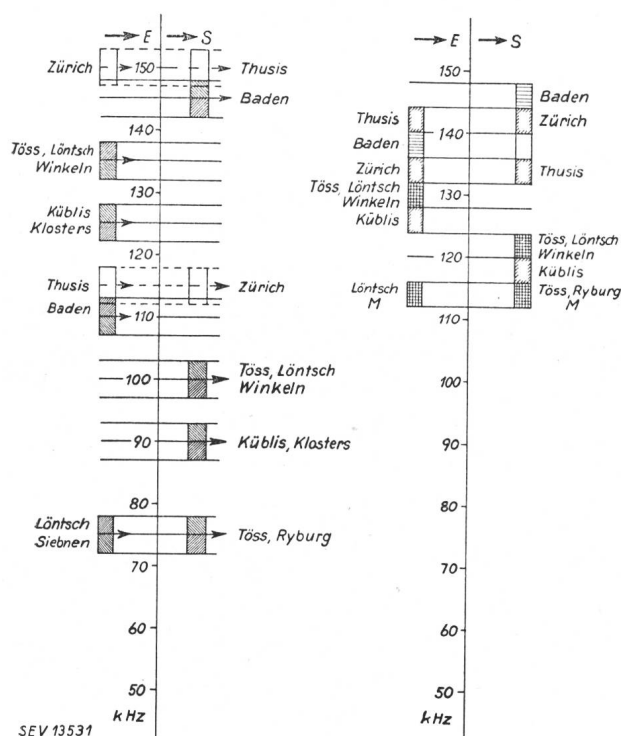 E S
Zürich 150 Thusis
Baden
140
Töss, Löntsch
Winkeln
130
Küblis
Klosters
120
Thusis Zürich
Baden 110
100 Töss, Löntsch
Winkeln
90 Küblis, Klosters
80
Löntsch
Siebnen Töss, Ryburg
70
60
50
kHz
SEV 13531
E S
150
Baden
Thusis Zürich
140
Baden
Zürich Thusis
Töss, Löntsch
Winkeln 130
Küblis
Töss, Löntsch
Winkeln
120
Küblis
Löntsch Töss, Ryburg
M M
110
100
90
80
70
60
50
kHz